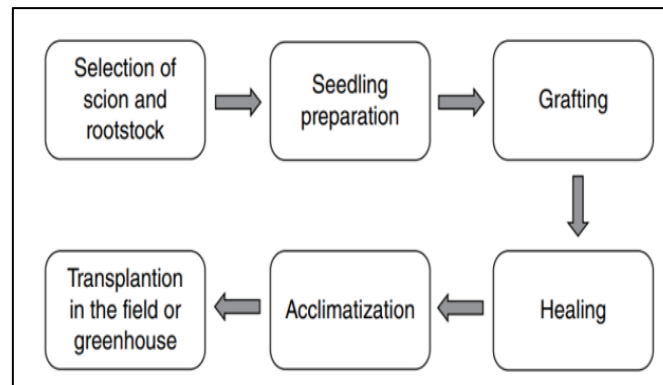 Selection of
scion and
rootstock
Seedling
preparation
Grafting
Healing
Acclimatization
Transplantion
in the field or
greenhouse